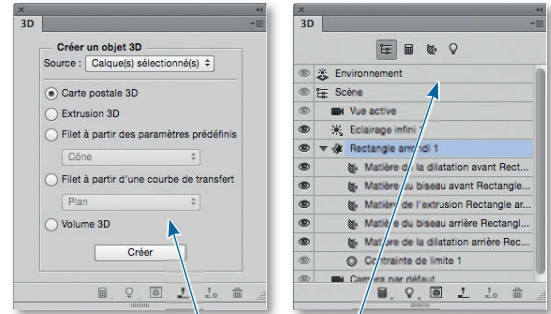 3D
Créer un objet 3D
Source : Calque(s) sélectionné(s)
Carte postale 3D
Extrusion 3D
Filet à partir des paramètres prédéfinis
Cône
Filet à partir d'une courbe de transfert
Plan
Volume 3D
Créer
3D
Environnement
Scène
Vue active
Eclairage infini
Rectangle arrondi 1
Matière de la dilatation avant Rect...
Matière du biseau avant Rectangle...
Matière de l'extrusion Rectangle ar...
Matière du biseau arrière Rectangl...
Matière de la dilatation arrière Rec...
Contrainte de limite 1
Caméra par défaut